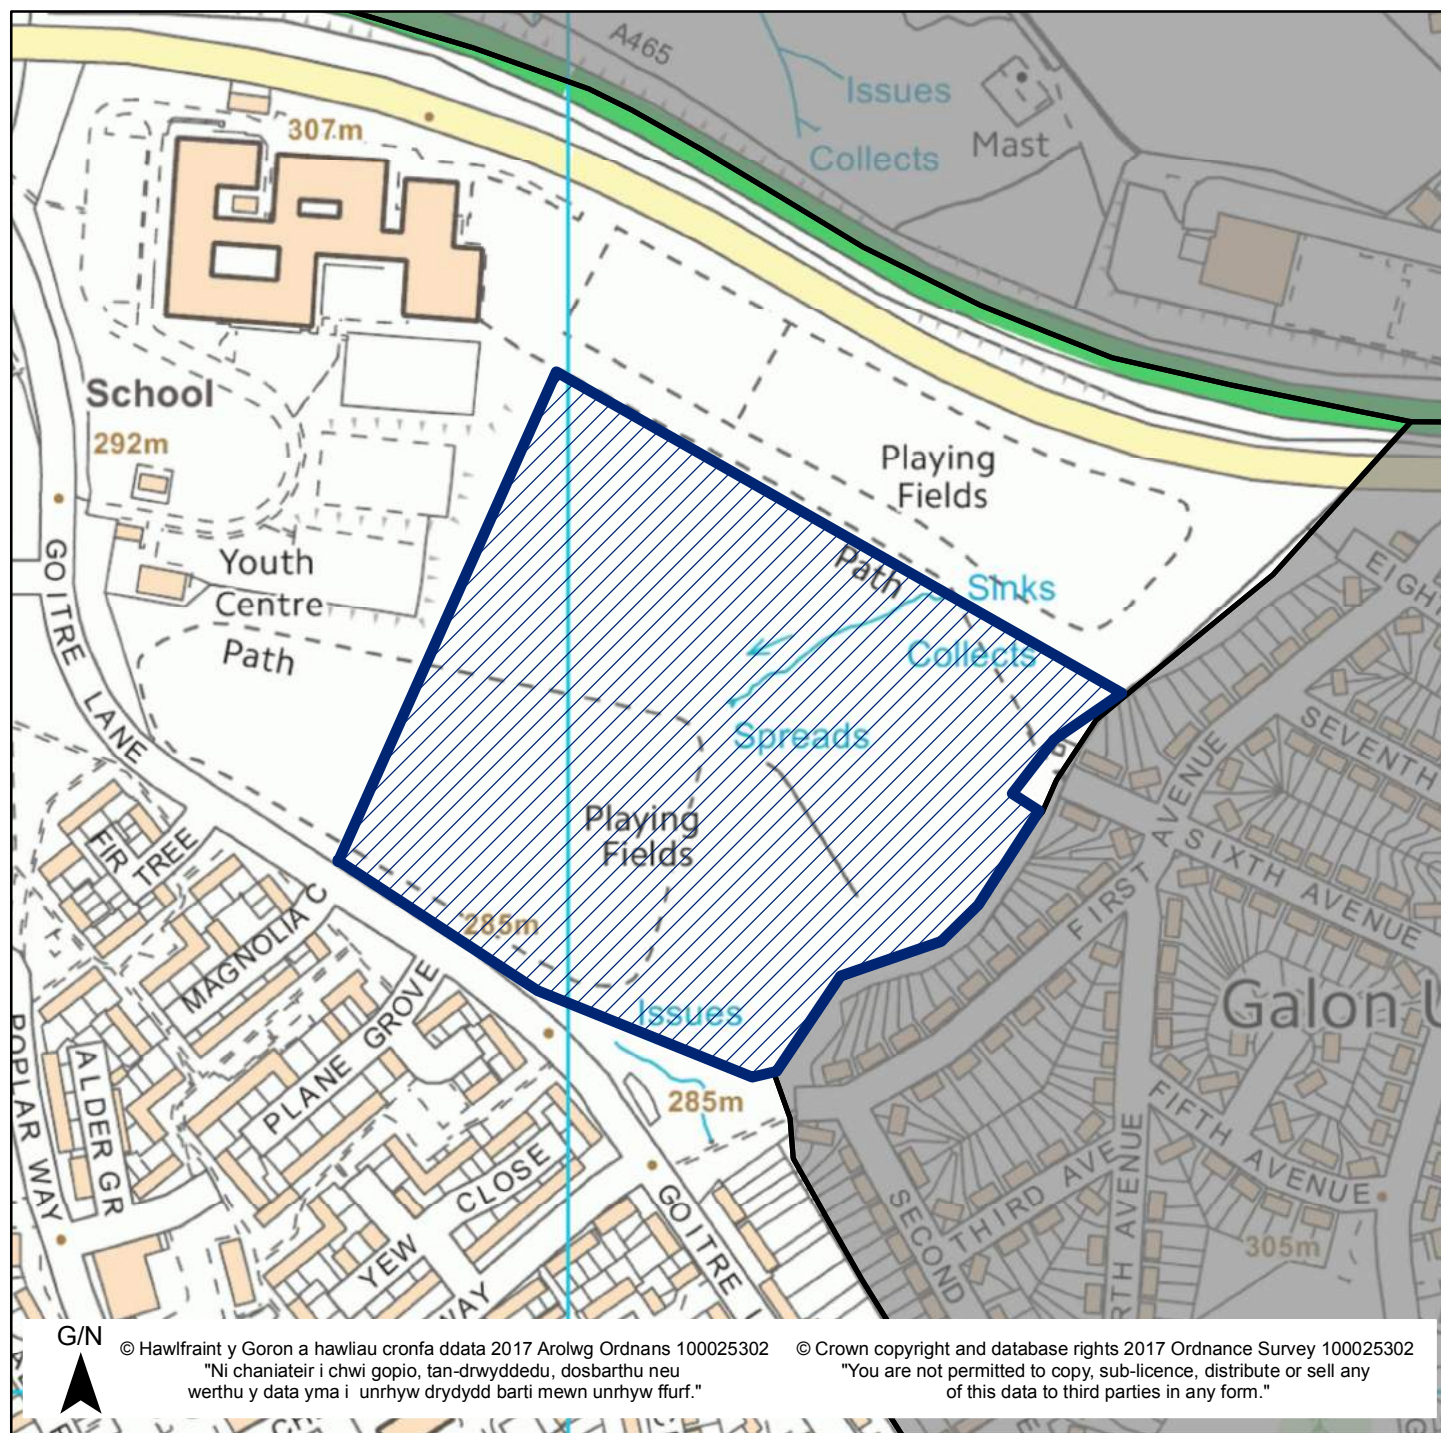 A465
Issues
Collects
Mast
307m
School
292m
Playing
Fields
Youth
Centre
Path
Path
Sinks
Collects
Spreads
Playing
Fields
285m
Issues
285m
GOITRE LANE
FIR TREE
MAGNOLIA C
PLANE GROVE
ALDER GR
POPLAR WAY
YEW CLOSE
WAY
GOITRE L
EIGH
SEVENTH
SIXTH AVENUE
FIRST AVENUE
Galon U
FIFTH AVENUE
THIRD AVE
SECOND
RTH AVENUE
305m
G/N
© Hawlfraint y Goron a hawliau cronfa ddata 2017 Arolwg Ordnans 100025302
"Ni chaniateir i chwi gopio, tan-drwyddedu, dosbarthu neu
werthu y data yma i unrhyw drydydd barti mewn unrhyw ffurf."
© Crown copyright and database rights 2017 Ordnance Survey 100025302
"You are not permitted to copy, sub-licence, distribute or sell any
of this data to third parties in any form."